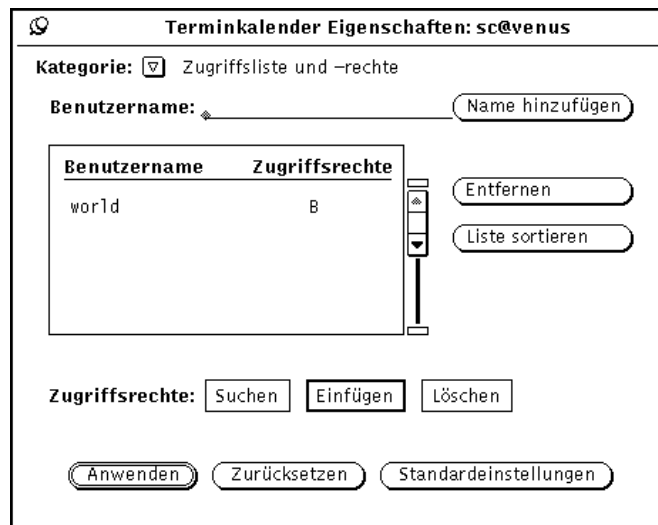 Terminkalender Eigenschaften: sc@venus
Kategorie: Zugriffsliste und –rechte
Benutzername: Name hinzufügen
Benutzername Zugriffsrechte
world B
Entfernen
Liste sortieren
Zugriffsrechte: Suchen Einfügen Löschen
Anwenden Zurücksetzen Standardeinstellungen